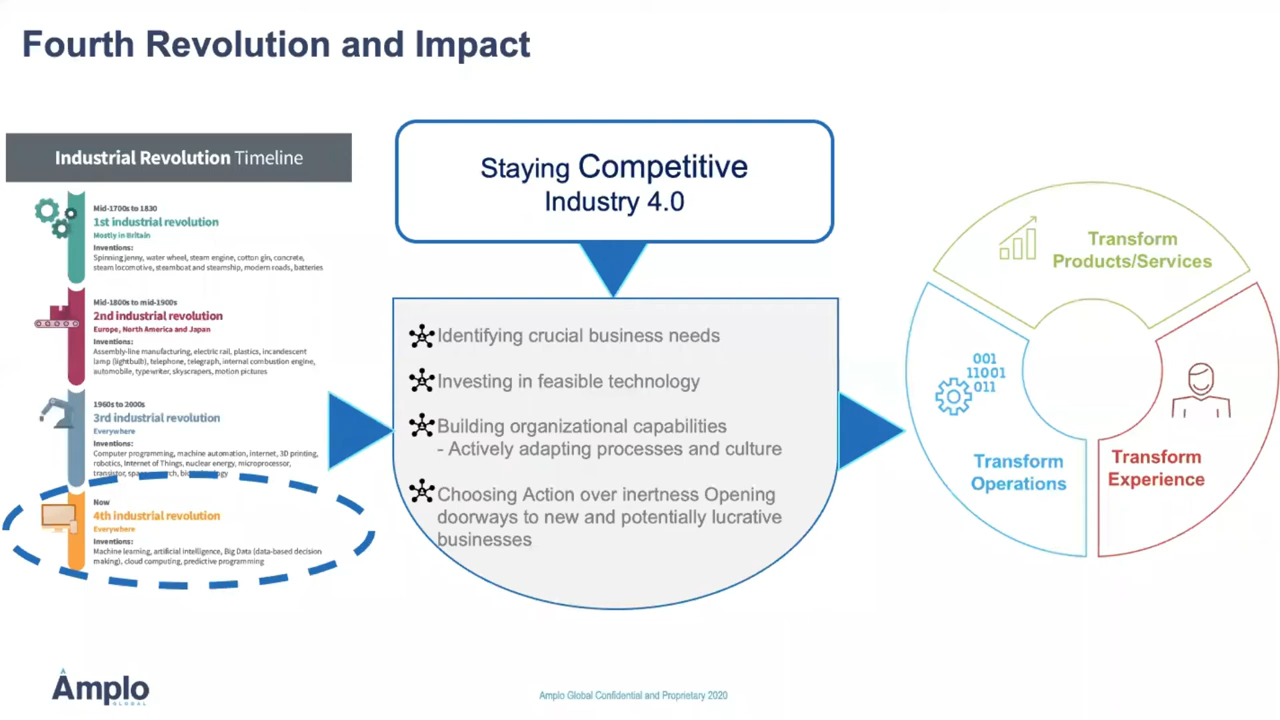 Fourth Revolution and Impact
Industrial Revolution Timeline
Mid-1700s to 1830
1st industrial revolution
Mostly in Britain
Inventions:
Spinning jenny, water wheel, steam engine, cotton gin, concrete,
steam locomotive, steamboat and steamship, modern roads, batteries
Mid-1800s to mid-1900s
2nd industrial revolution
Europe, North America and Japan
Inventions:
Assembly-line manufacturing, electric rail, plastics, incandescent
lamp (lightbulb), telephone, telegraph, internal combustion engine,
automobile, typewriter, skyscrapers, motion pictures
1960s to 2000s
3rd industrial revolution
Everywhere
Inventions:
Computer programming, machine automation, internet, 3D printing,
robotics, Internet of Things, nuclear energy, microprocessor,
transistor, space research, biotechnology
Now
4th industrial revolution
Everywhere
Inventions:
Machine learning, artificial intelligence, Big Data (data-based decision
making), cloud computing, predictive programming
Staying Competitive
Industry 4.0
Identifying crucial business needs
Investing in feasible technology
Building organizational capabilities
- Actively adapting processes and culture
Choosing Action over inertness Opening
doorways to new and potentially lucrative
businesses
Transform
Products/Services
001
11001
011
Transform
Operations
Transform
Experience
Amplo
GLOBAL
Amplo Global Confidential and Proprietary 2020